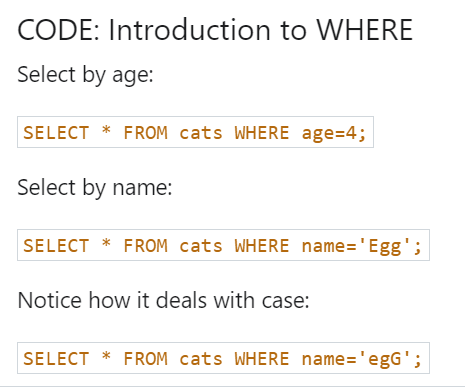 CODE: Introduction to WHERE
Select by age:
SELECT * FROM cats WHERE age=4;
Select by name:
SELECT * FROM cats WHERE name='Egg';
Notice how it deals with case:
SELECT * FROM cats WHERE name='egG';